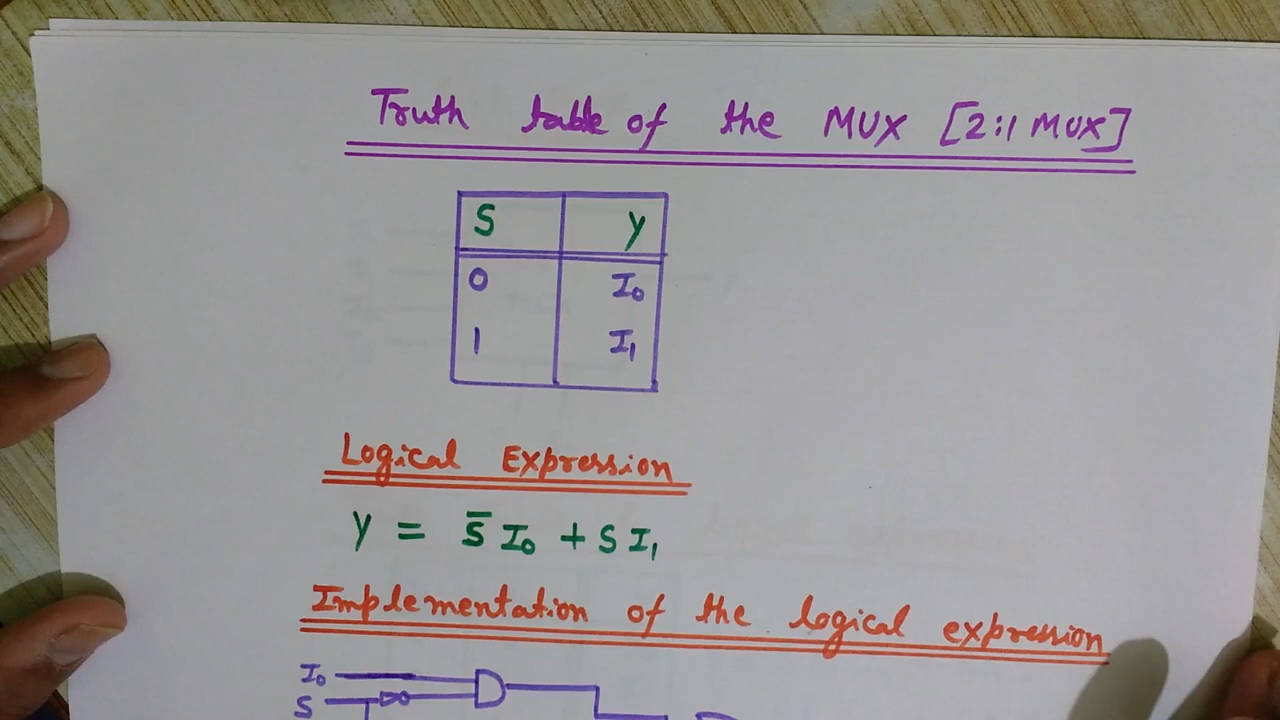 Truth table of the MUX [2:1 MUX]
S Y
0 I₀
1 I₁
Logical Expression
Y = S̅ I₀ + S I₁
Implementation of the logical expression
I₀
S